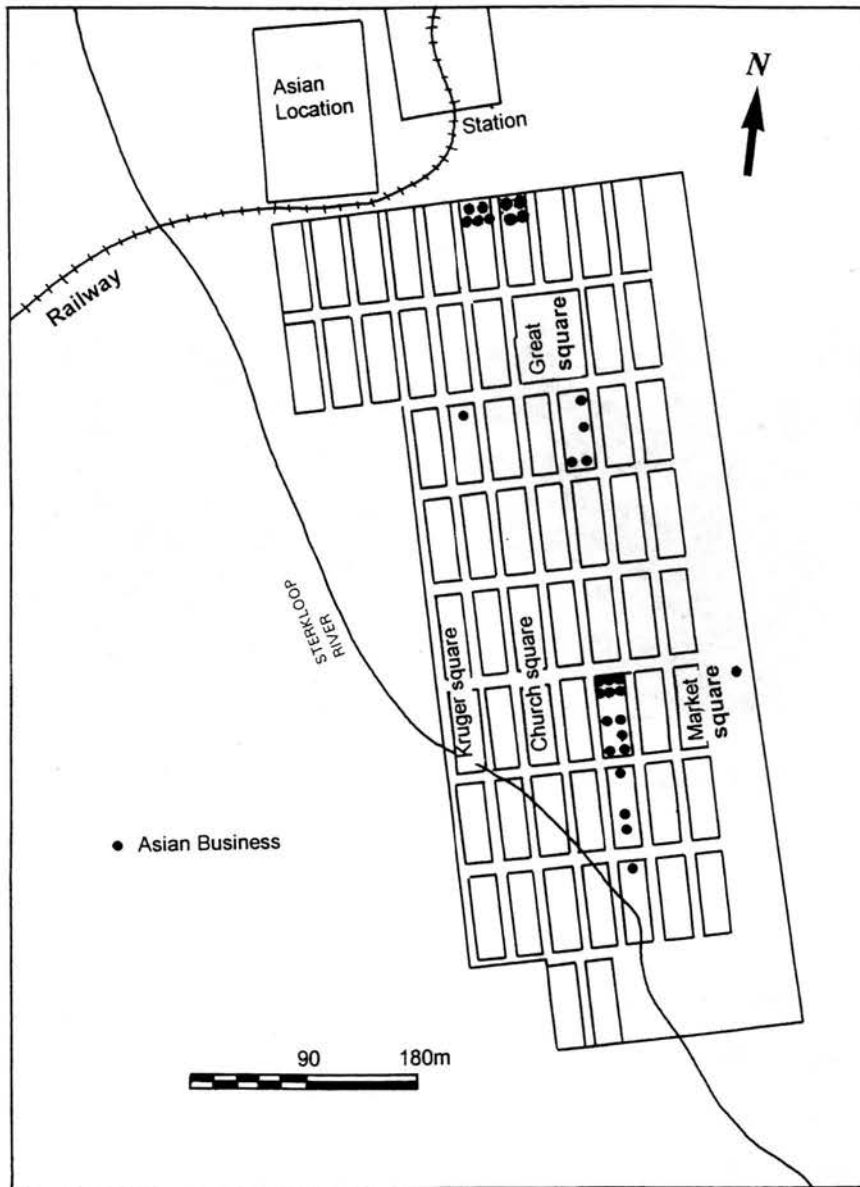 Asian
Location
N
Station
Railway
Great
square
STERKLOOP
RIVER
Kruger square
Church square
Market
square
Asian Business
90
180m